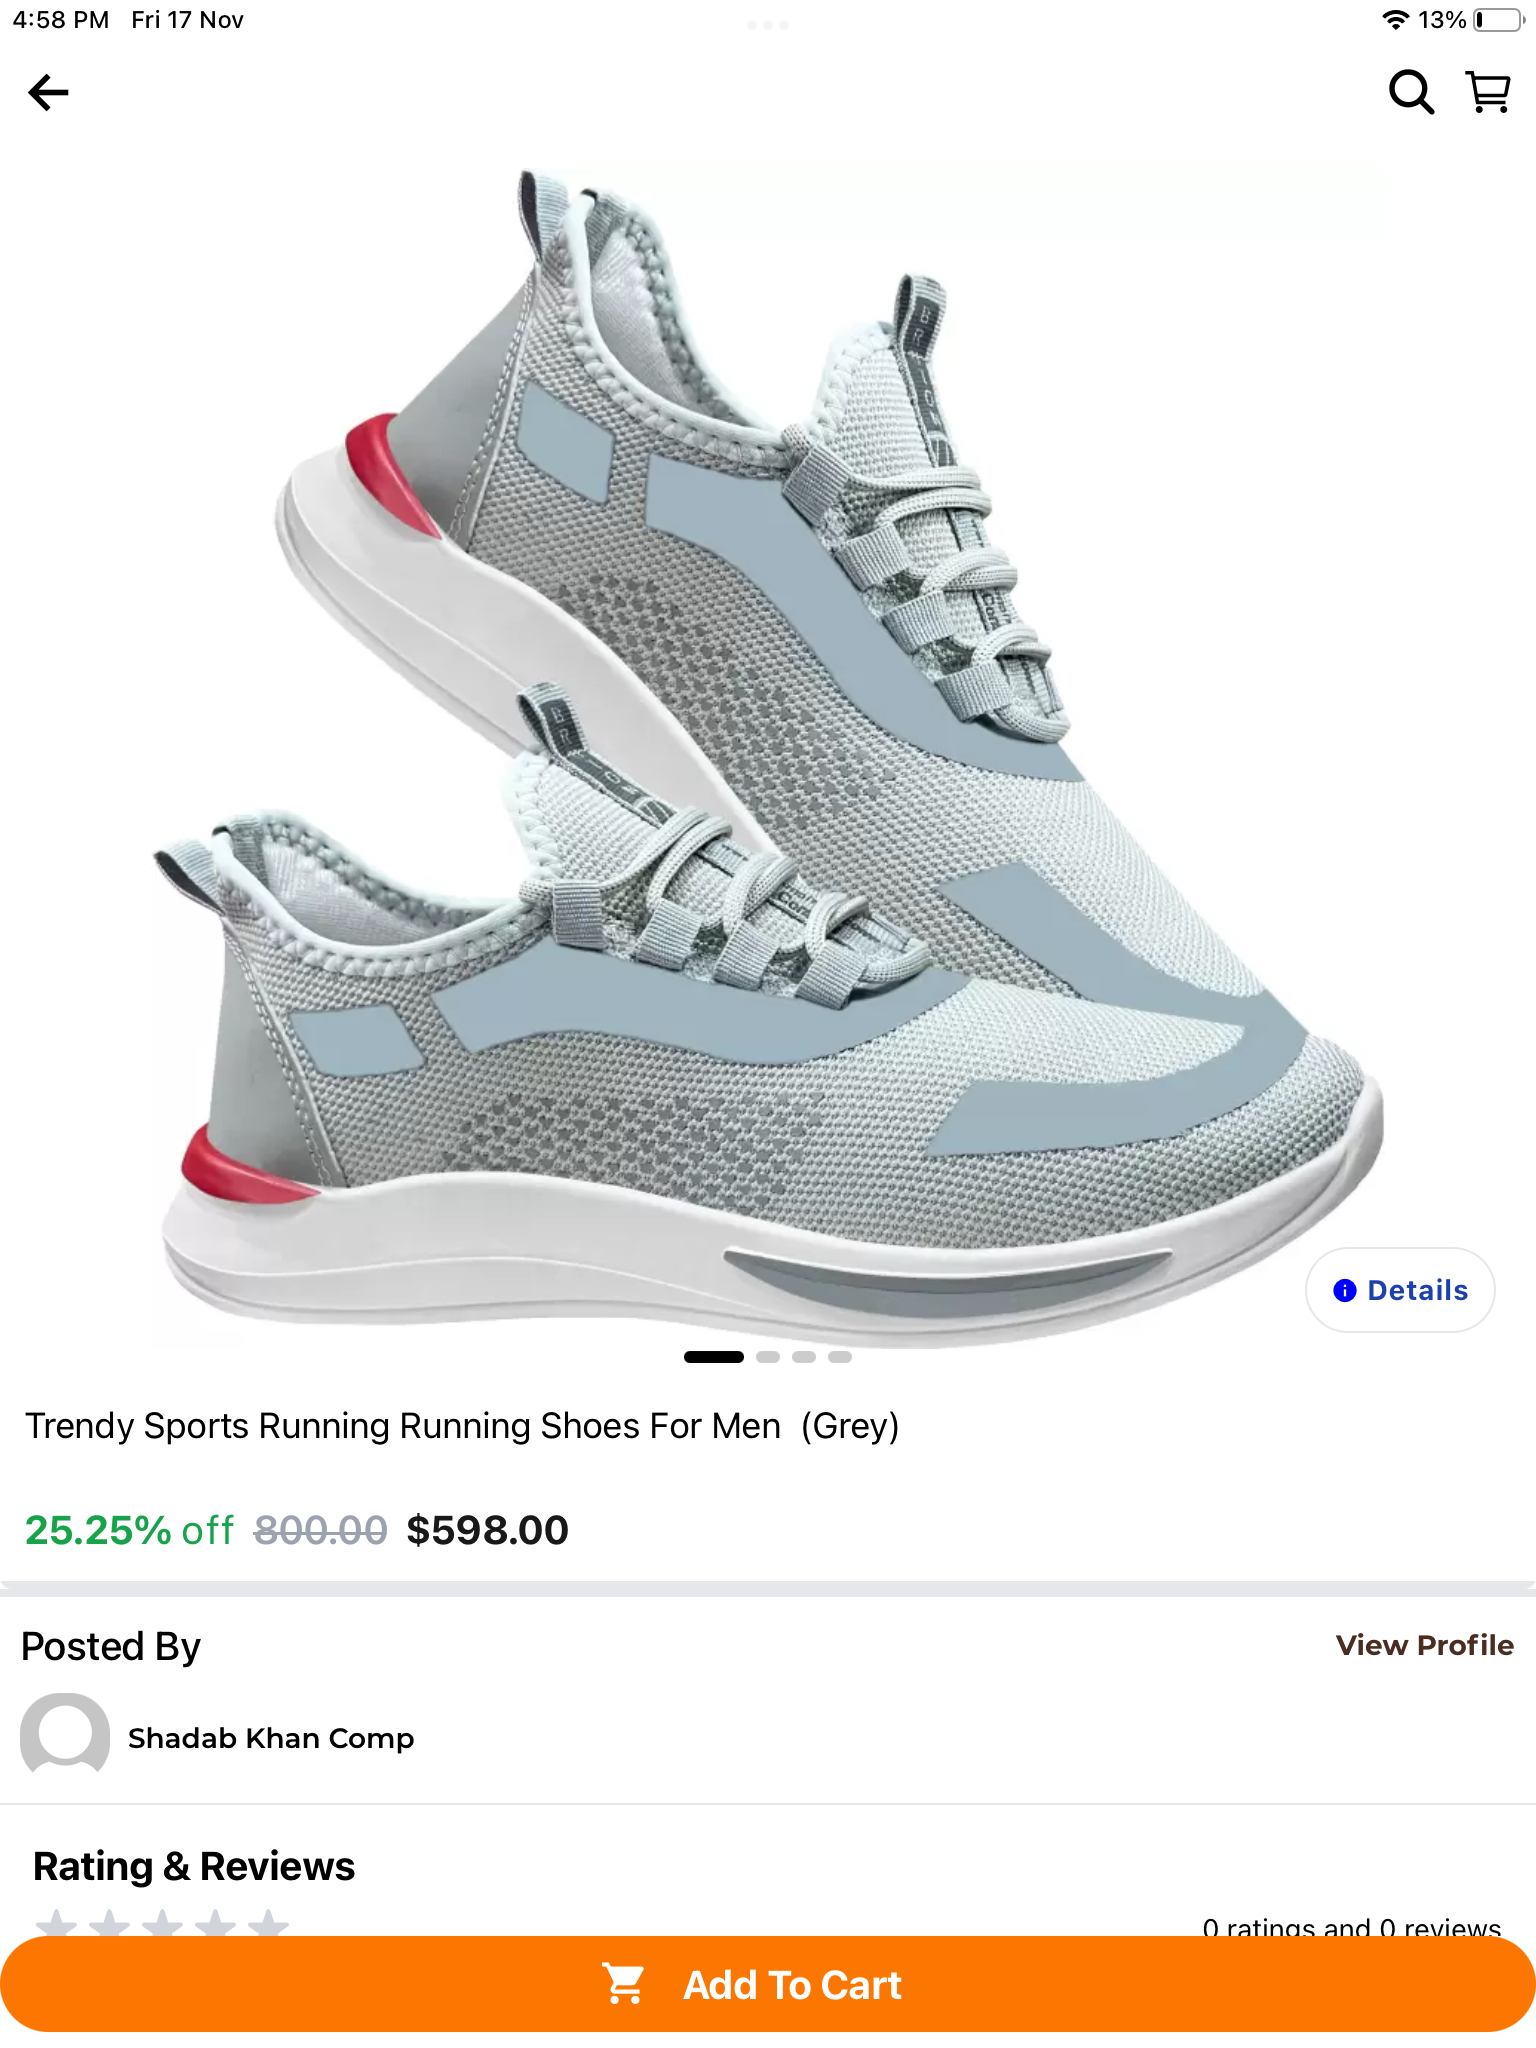 4:58 PM Fri 17 Nov
13%
Details
Trendy Sports Running Running Shoes For Men (Grey)
25.25% off 800.00 $598.00
Posted By
View Profile
Shadab Khan Comp
Rating & Reviews
0 ratings and 0 reviews
Add To Cart